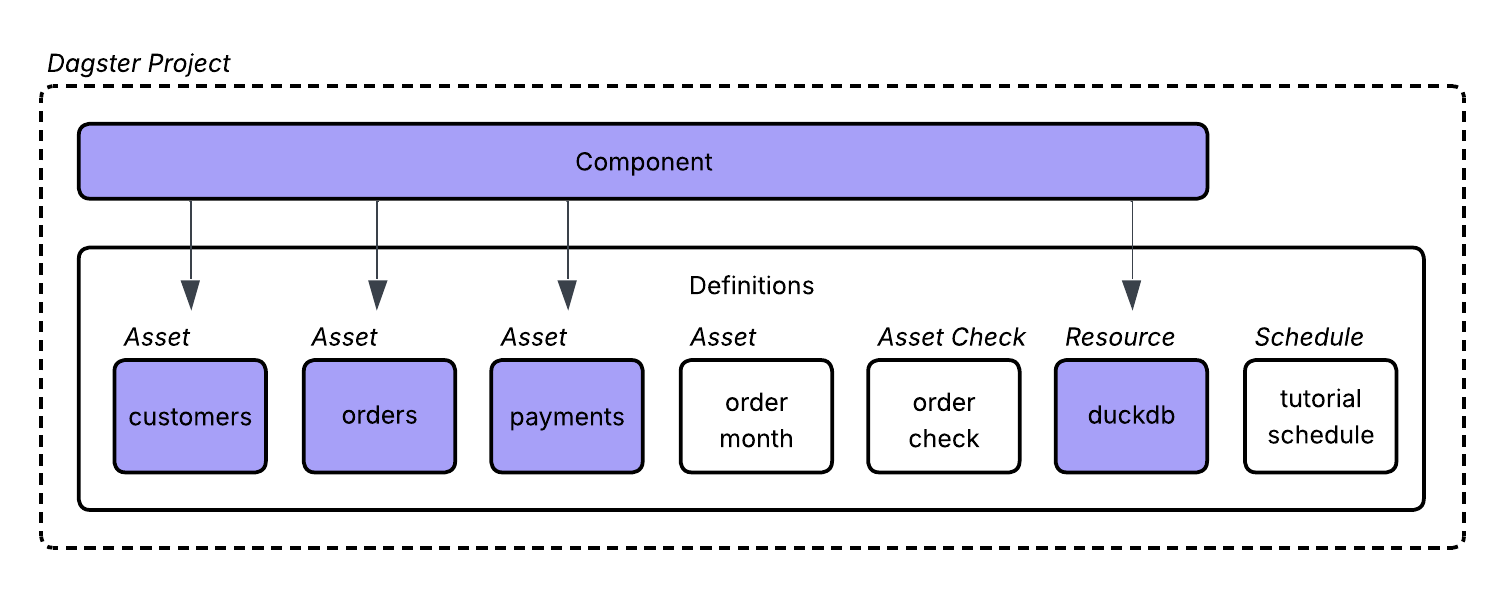 Dagster Project
Component
Definitions
Asset
Asset
Asset
Asset
Asset Check
Resource
Schedule
customers
orders
payments
order
month
order
check
duckdb
tutorial
schedule